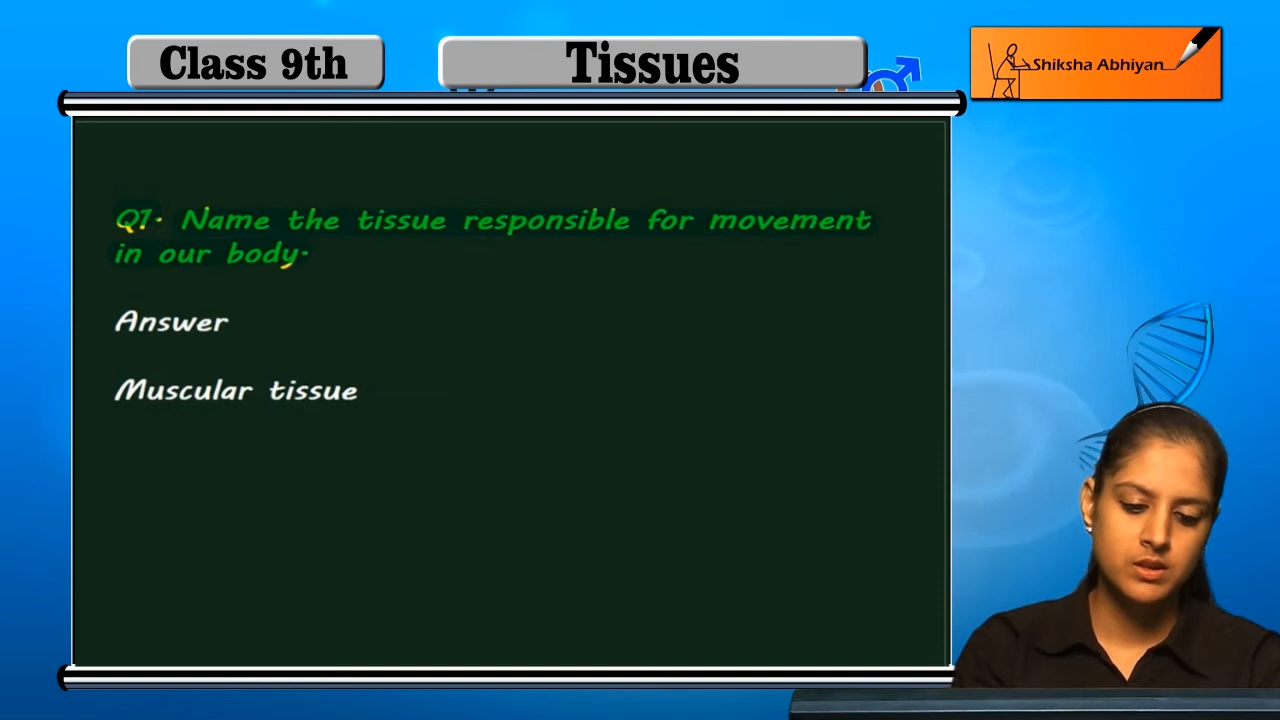 Class 9th
Tissues
Shiksha Abhiyan
Q1. Name the tissue responsible for movement
in our body.
Answer
Muscular tissue